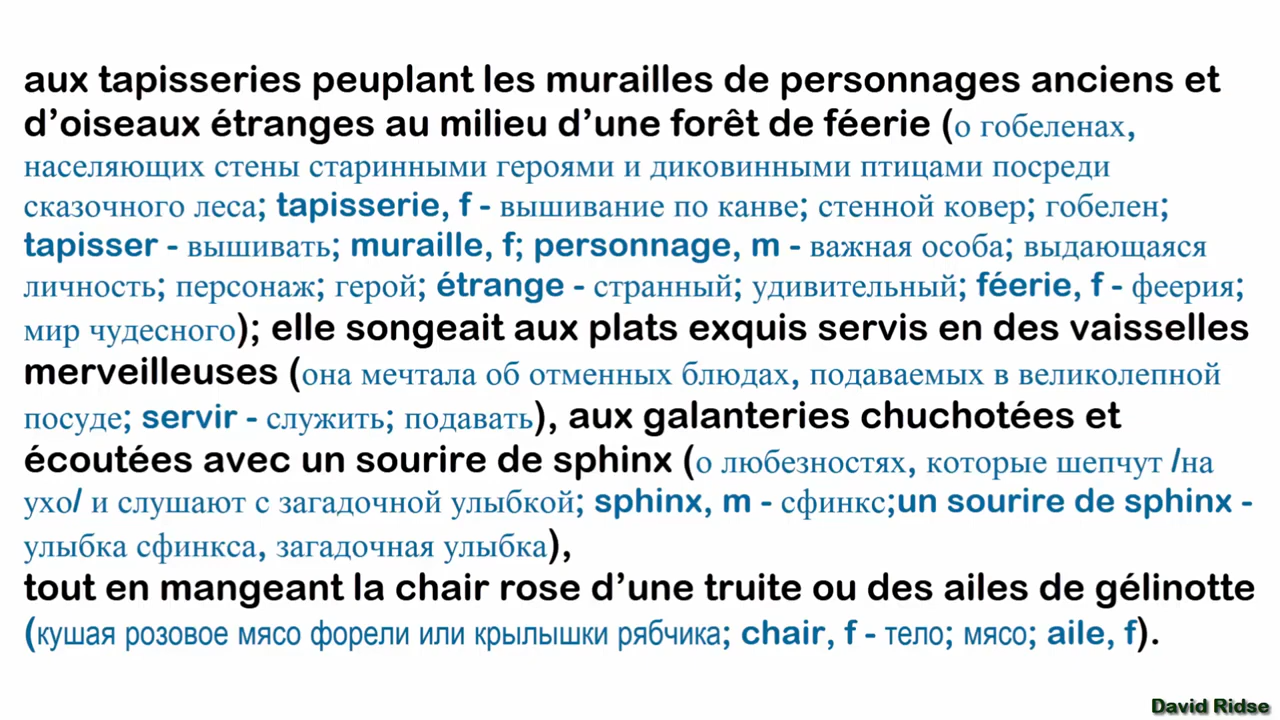 aux tapisseries peuplant les murailles de personnages anciens et
d’oiseaux étranges au milieu d’une forêt de féerie (о гобеленах,
населяющих стены старинными героями и диковинными птицами посреди
сказочного леса; tapisserie, f - вышивание по канве; стенной ковер; гобелен;
tapisser - вышивать; muraille, f; personnage, m - важная особа; выдающаяся
личность; персонаж; герой; étrange - странный; удивительный; féerie, f - феерия;
мир чудесного); elle songeait aux plats exquis servis en des vaisselles
merveilleuses (она мечтала об отменных блюдах, подаваемых в великолепной
посуде; servir - служить; подавать), aux galanteries chuchotées et
écoutées avec un sourire de sphinx (о любезностях, которые шепчут /на
ухо/ и слушают с загадочной улыбкой; sphinx, m - сфинкс;un sourire de sphinx -
улыбка сфинкса, загадочная улыбка),
tout en mangeant la chair rose d’une truite ou des ailes de gélinotte
(кушая розовое мясо форели или крылышки рябчика; chair, f - тело; мясо; aile, f).
David Ridse